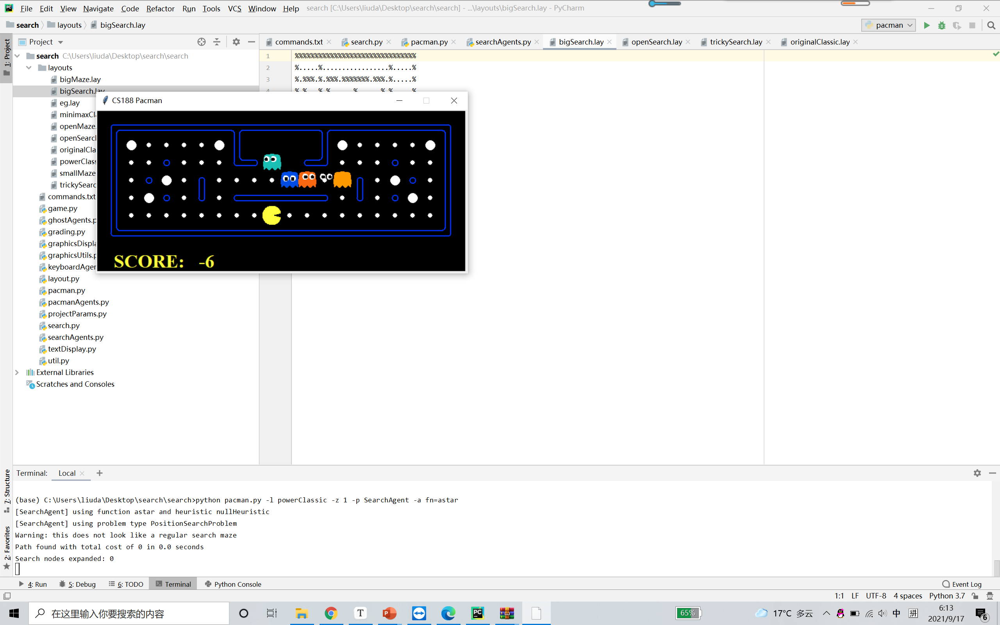 File Edit View Navigate Code Refactor Run Tools VCS Window Help search [C:\Users\liuda\Desktop\search\search] - ...\layouts\bigSearch.lay - PyCharm
search layouts bigSearch.lay pacman
1: Project
Project
commands.txt search.py pacman.py searchAgents.py bigSearch.lay openSearch.lay trickySearch.lay originalClassic.lay
search C:\Users\liuda\Desktop\search\search
layouts
bigMaze.lay
bigSearch.lay
eg.lay
minimaxCl
openMaze.
openSearc
originalCla
powerClass
smallMaze
trickySearc
commands.txt
game.py
ghostAgents.p
grading.py
graphicsDispla
graphicsUtils.p
keyboardAgen
layout.py
pacman.py
pacmanAgents.py
projectParams.py
search.py
searchAgents.py
textDisplay.py
util.py
External Libraries
Scratches and Consoles
1 %%%%%%%%%%%%%%%%%%%%%%%%%%%%%%%
2 %.....%.................%.....%
3 %.%%%.%.%%%.%%%%%%%.%%%.%.....%
4
CS188 Pacman
SCORE: -6
7: Structure
2: Favorites
Terminal: Local +
(base) C:\Users\liuda\Desktop\search\search>python pacman.py -l powerClassic -z 1 -p SearchAgent -a fn=astar
[SearchAgent] using function astar and heuristic nullHeuristic
[SearchAgent] using problem type PositionSearchProblem
Warning: this does not look like a regular search maze
Path found with total cost of 0 in 0.0 seconds
Search nodes expanded: 0
4: Run 5: Debug 6: TODO Terminal Python Console Event Log
1:1 LF UTF-8 4 spaces Python 3.7
在这里输入你要搜索的内容
65%
17°C 多云
中
拼
6:13
2021/9/17
6